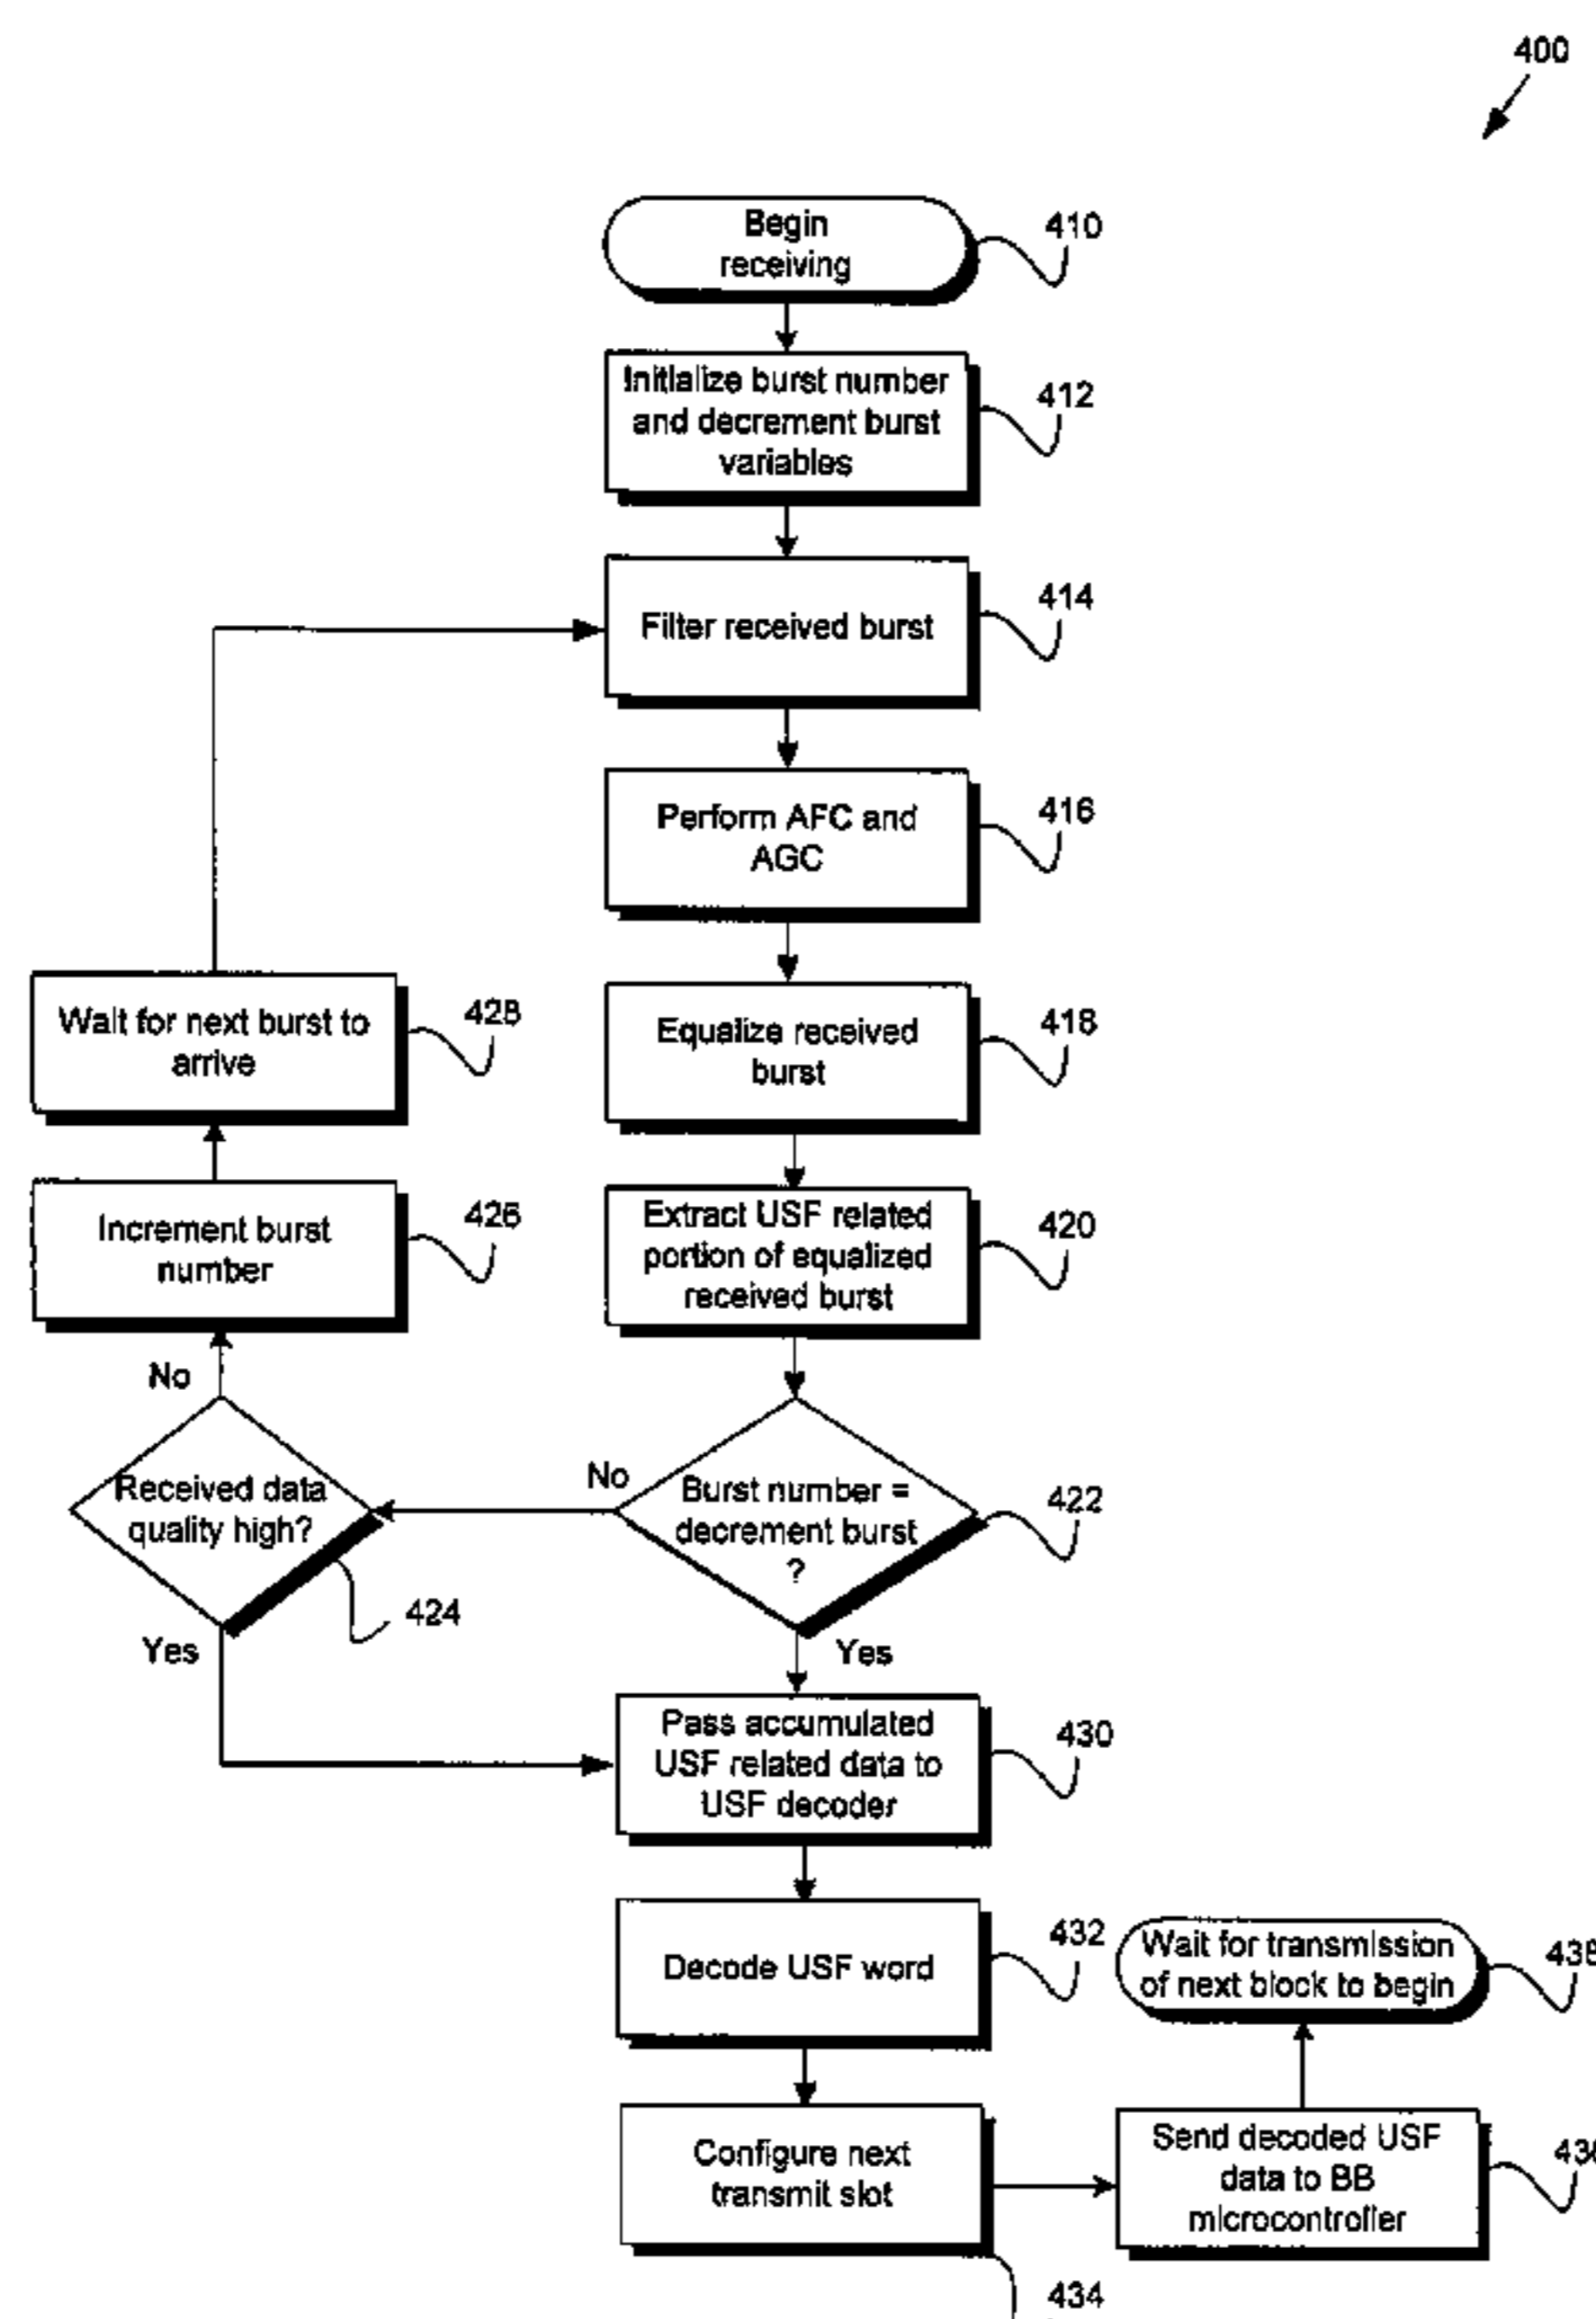 400
Begin
receiving
410
Initialize burst number
and decrement burst
variables
412
Filter received burst
414
Perform AFC and
AGC
416
Wait for next burst to
arrive
428
Equalize received
burst
418
Increment burst
number
426
Extract USF related
portion of equalized
received burst
420
No
Received data
quality high?
424
Yes
No
Burst number =
decrement burst
?
422
Yes
Pass accumulated
USF related data to
USF decoder
430
Decode USF word
432
Wait for transmission
of next block to begin
438
Configure next
transmit slot
434
Send decoded USF
data to BB
microcontroller